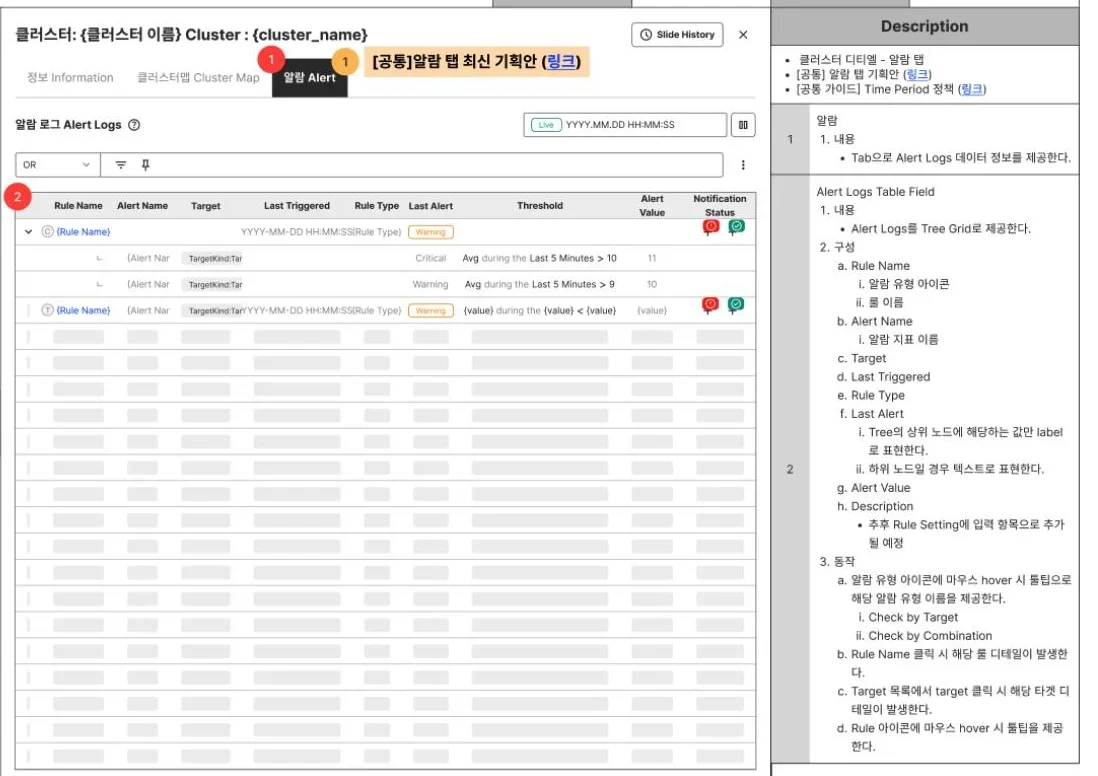 클러스터: {클러스터 이름} Cluster : {cluster_name}
Slide History
정보 Information
클러스터맵 Cluster Map
1
알람 Alert
1
[공통]알람 탭 최신 기획안 (링크)
알람 로그 Alert Logs
Live YYYY.MM.DD HH:MM:SS
OR
2
Rule Name Alert Name Target Last Triggered Rule Type Last Alert Threshold Alert Value Notification Status
C {Rule Name} YYYY-MM-DD HH:MM:SS {Rule Type} Warning
{Alert Nar TargetKind:Tar Critical Avg during the Last 5 Minutes > 10 11
{Alert Nar TargetKind:Tar Warning Avg during the Last 5 Minutes > 9 10
T {Rule Name} {Alert Nar TargetKind:Tar YYYY-MM-DD HH:MM:SS {Rule Type} Warning {value} during the {value} < {value} {value}
Description
• 클러스터 디티엘 - 알람 탭
• [공통] 알람 탭 기획안 (링크)
• [공통 가이드] Time Period 정책 (링크)
1
알람
1. 내용
• Tab으로 Alert Logs 데이터 정보를 제공한다.
2
Alert Logs Table Field
1. 내용
• Alert Logs를 Tree Grid로 제공한다.
2. 구성
a. Rule Name
i. 알람 유형 아이콘
ii. 룰 이름
b. Alert Name
i. 알람 지표 이름
c. Target
d. Last Triggered
e. Rule Type
f. Last Alert
i. Tree의 상위 노드에 해당하는 값만 label
로 표현한다.
ii. 하위 노드일 경우 텍스트로 표현한다.
g. Alert Value
h. Description
• 추후 Rule Setting에 입력 항목으로 추가
될 예정
3. 동작
a. 알람 유형 아이콘에 마우스 hover 시 툴팁으로
해당 알람 유형 이름을 제공한다.
i. Check by Target
ii. Check by Combination
b. Rule Name 클릭 시 해당 룰 디테일이 발생한
다.
c. Target 목록에서 target 클릭 시 해당 타겟 디
테일이 발생한다.
d. Rule 아이콘에 마우스 hover 시 툴팁을 제공
한다.